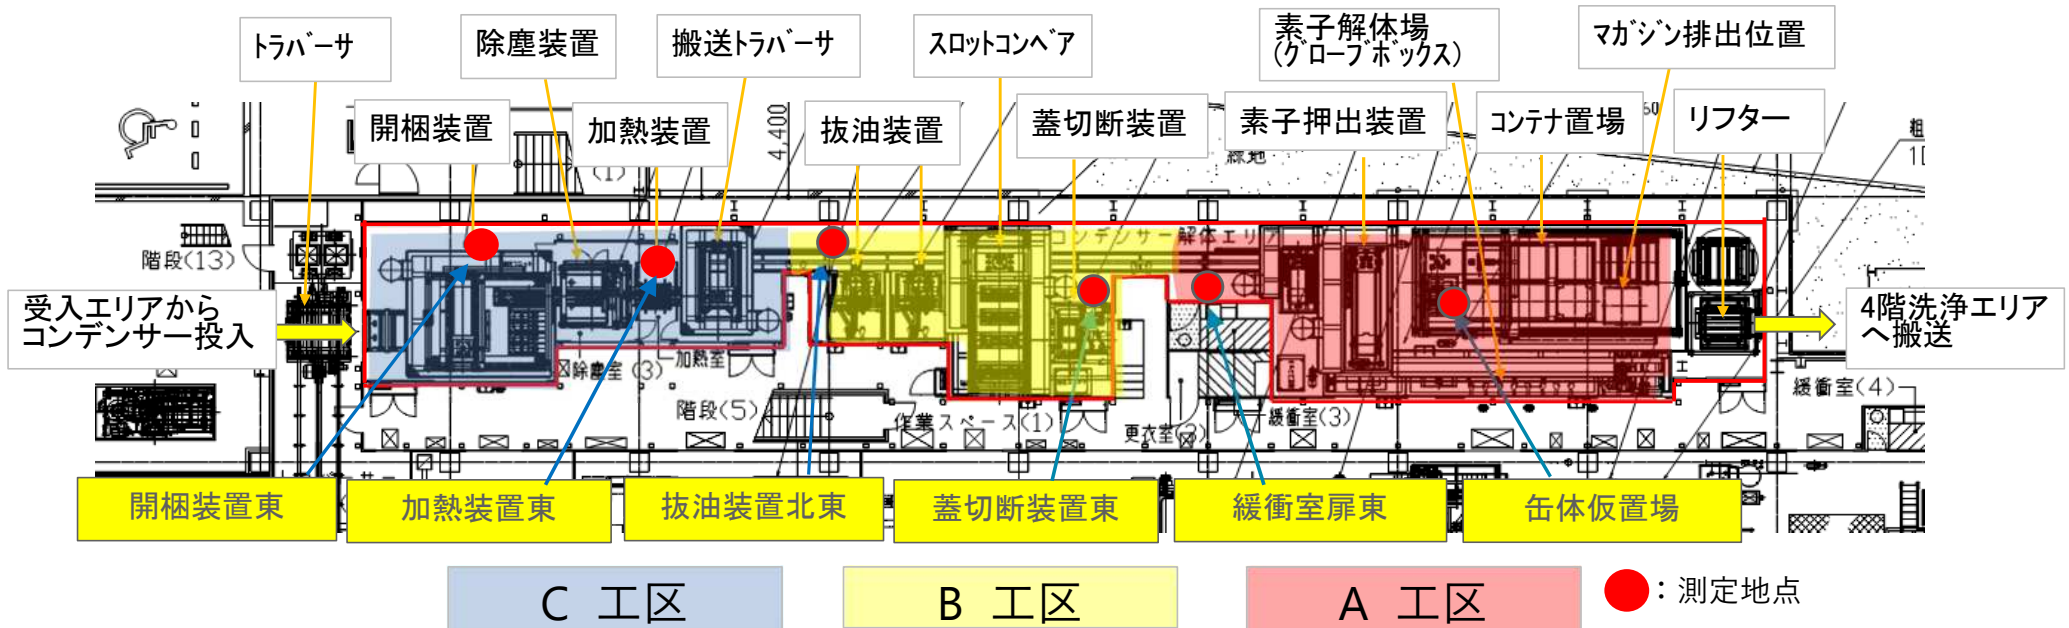 トラバーサ
除塵装置
搬送トラバーサ
スロットコンベア
素子解体場
(グローブボックス)
マガジン排出位置
開梱装置
加熱装置
抜油装置
蓋切断装置
素子押出装置
コンテナ置場
リフター
4,400
(1)
緑地
60
粗
1D
階段(13)
コンデンサー解体エリア
受入エリアから
コンデンサー投入
4階洗浄エリア
へ搬送
除塵室(3)
加熱室
階段(5)
作業スペース(1)
更衣室(3)
緩衝室(3)
緩衝室(4)
開梱装置東
加熱装置東
抜油装置北東
蓋切断装置東
緩衝室扉東
缶体仮置場
C 工区
B 工区
A 工区
：測定地点